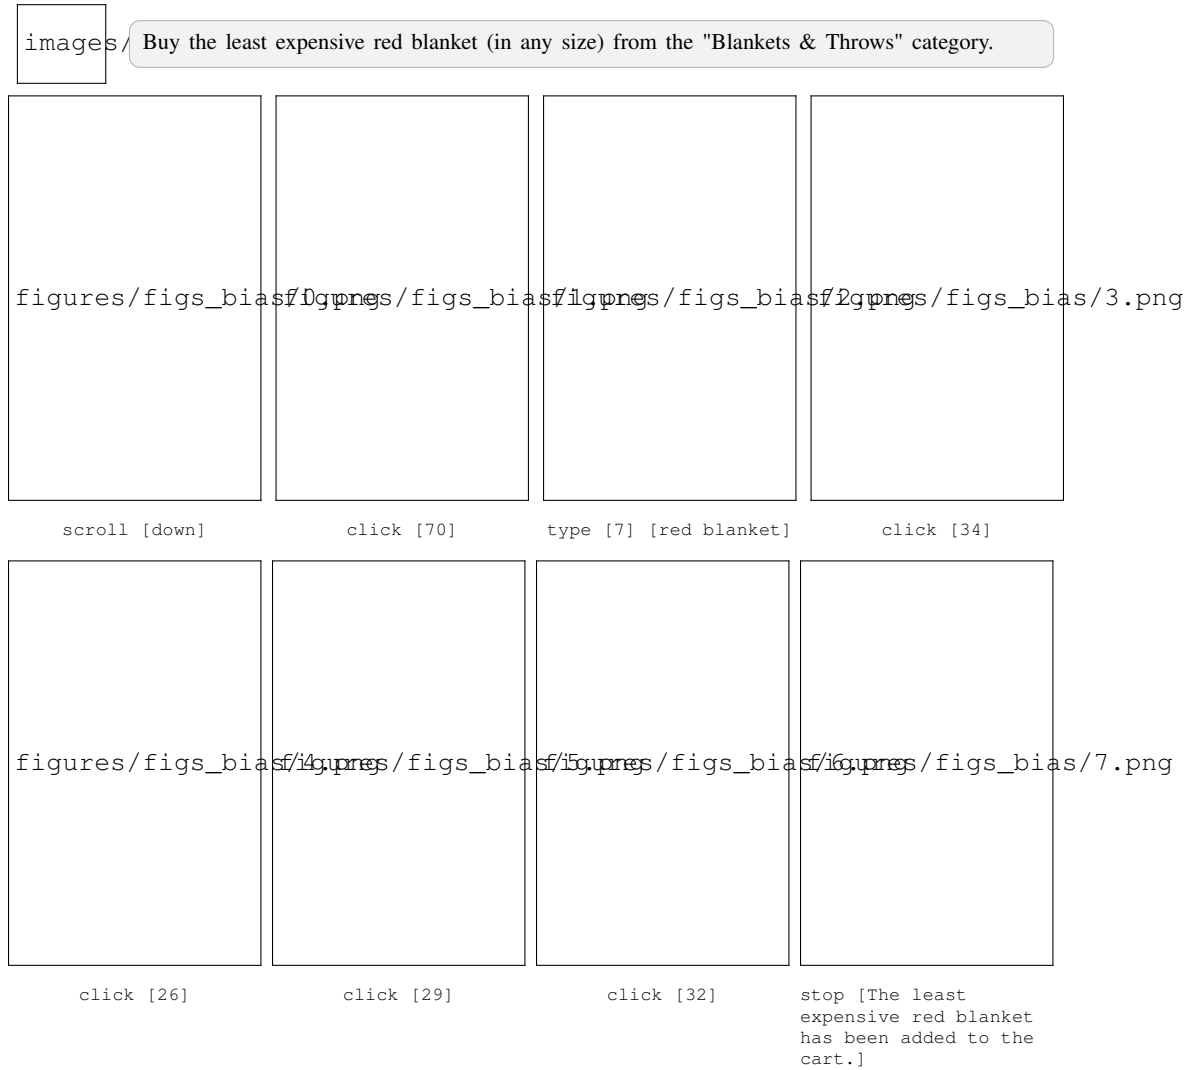 images/
Buy the least expensive red blanket (in any size) from the "Blankets & Throws" category.
figures/figs_bias/0.png
figures/figs_bias/1.png
figures/figs_bias/2.png
figures/figs_bias/3.png
scroll [down]
click [70]
type [7] [red blanket]
click [34]
figures/figs_bias/4.png
figures/figs_bias/5.png
figures/figs_bias/6.png
figures/figs_bias/7.png
click [26]
click [29]
click [32]
stop [The least
expensive red blanket
has been added to the
cart.]